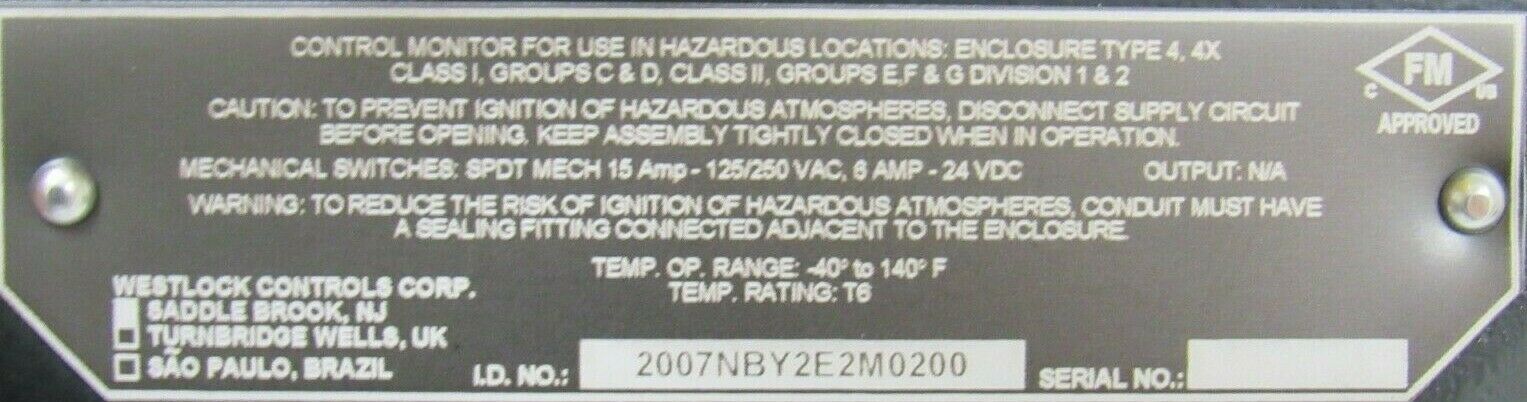 CONTROL MONITOR FOR USE IN HAZARDOUS LOCATIONS: ENCLOSURE TYPE 4, 4X
CLASS I, GROUPS C & D, CLASS II, GROUPS E,F & G DIVISION 1 & 2
FM
C US
APPROVED
CAUTION: TO PREVENT IGNITION OF HAZARDOUS ATMOSPHERES, DISCONNECT SUPPLY CIRCUIT
BEFORE OPENING. KEEP ASSEMBLY TIGHTLY CLOSED WHEN IN OPERATION.
MECHANICAL SWITCHES: SPDT MECH 15 Amp - 125/250 VAC, 6 AMP - 24 VDC OUTPUT: N/A
WARNING: TO REDUCE THE RISK OF IGNITION OF HAZARDOUS ATMOSPHERES, CONDUIT MUST HAVE
A SEALING FITTING CONNECTED ADJACENT TO THE ENCLOSURE.
TEMP. OP. RANGE: -40° to 140° F
TEMP. RATING: T6
WESTLOCK CONTROLS CORP.
SADDLE BROOK, NJ
TURNBRIDGE WELLS, UK
SÃO PAULO, BRAZIL
I.D. NO.: 2007NBY2E2M0200
SERIAL NO.: